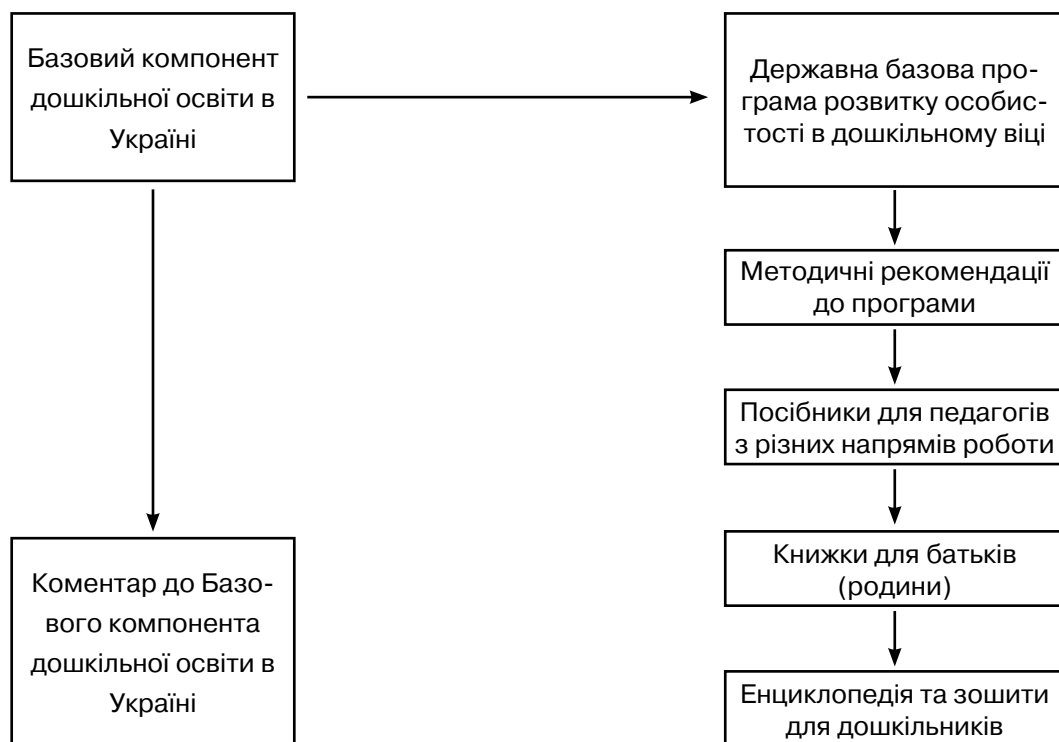 Базовий компонент
дошкільної освіти в
Україні
Державна базова про-
грама розвитку особис-
тості в дошкільному віці
Методичні рекомендації
до програми
Посібники для педагогів
з різних напрямів роботи
Книжки для батьків
(родини)
Коментар до Базо-
вого компонента
дошкільної освіти в
Україні
Енциклопедія та зошити
для дошкільників